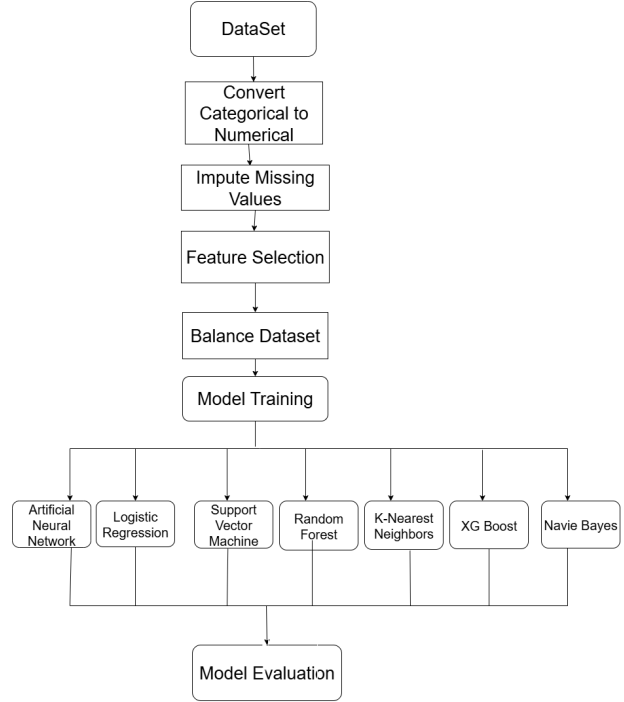 DataSet
Convert
Categorical to
Numerical
Impute Missing
Values
Feature Selection
Balance Dataset
Model Training
Artificial
Neural
Network
Logistic
Regression
Support
Vector
Machine
Random
Forest
K-Nearest
Neighbors
XG Boost
Navie Bayes
Model Evaluation